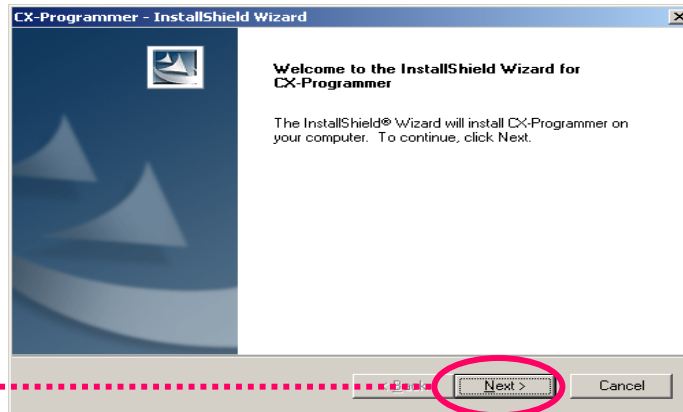 CX-Programmer - InstallShield Wizard
Welcome to the InstallShield Wizard for
CX-Programmer
The InstallShield® Wizard will install CX-Programmer on
your computer. To continue, click Next.
Next >
Cancel